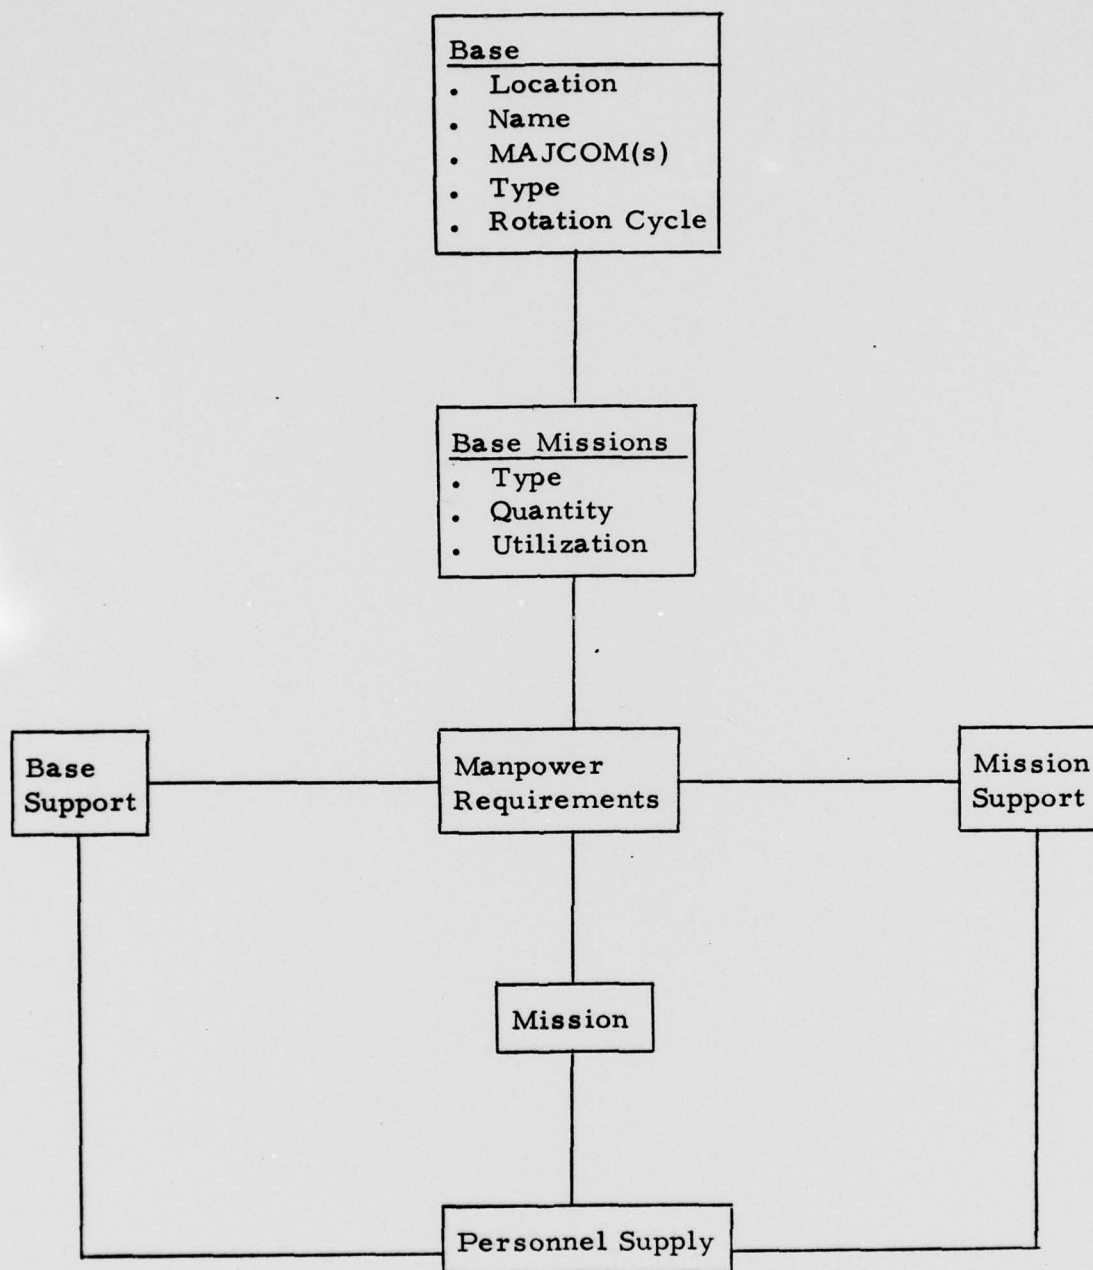 Base
. Location
. Name
. MAJCOM(s)
. Type
. Rotation Cycle
Base Missions
. Type
. Quantity
. Utilization
Base
Support
Manpower
Requirements
Mission
Support
Mission
Personnel Supply